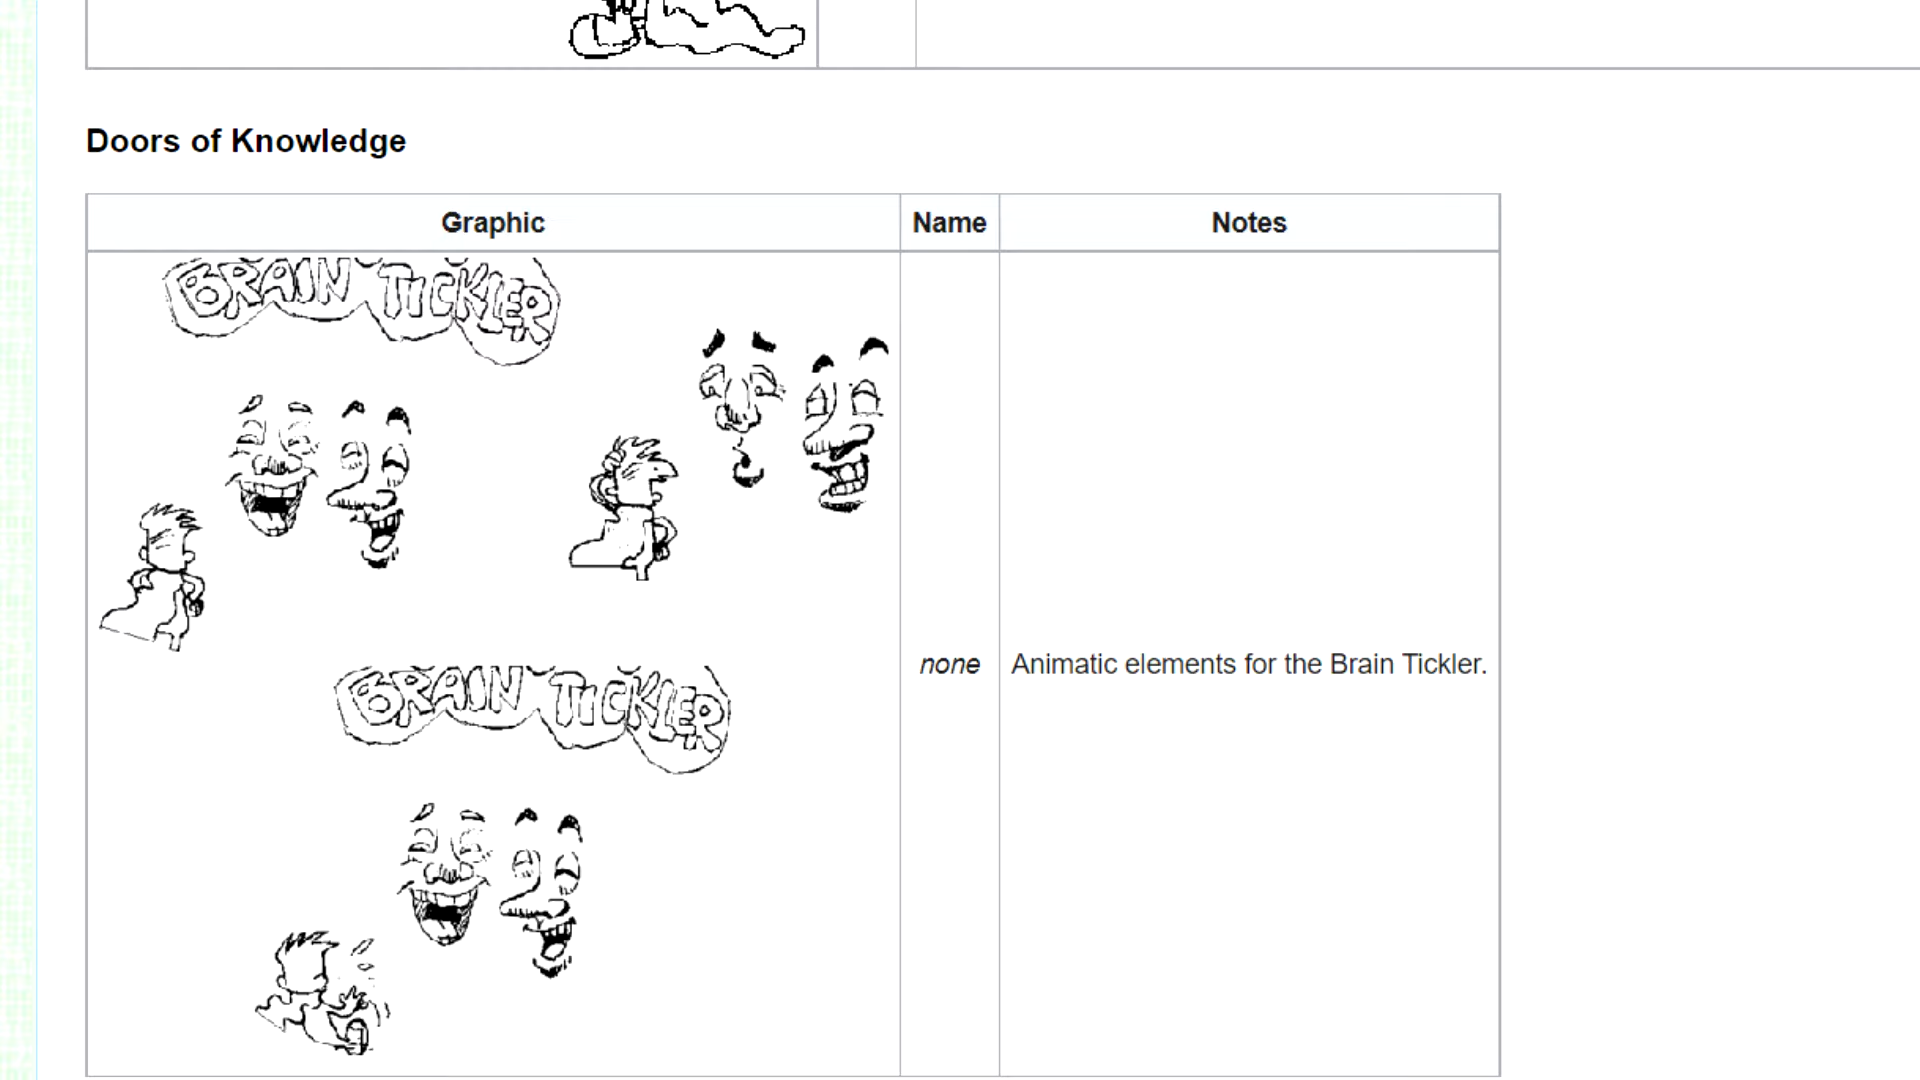 Doors of Knowledge
Graphic Name Notes
BRAIN TICKLER
none Animatic elements for the Brain Tickler.
BRAIN TICKLER